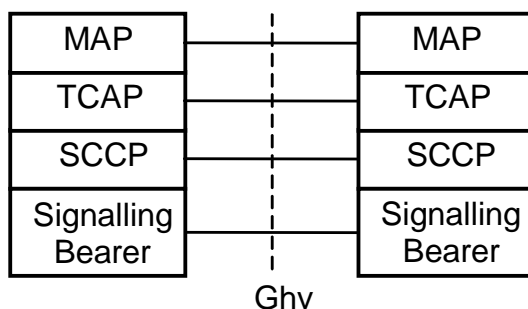 MAP MAP
TCAP TCAP
SCCP SCCP
Signalling Signalling
Bearer Bearer
Ghv